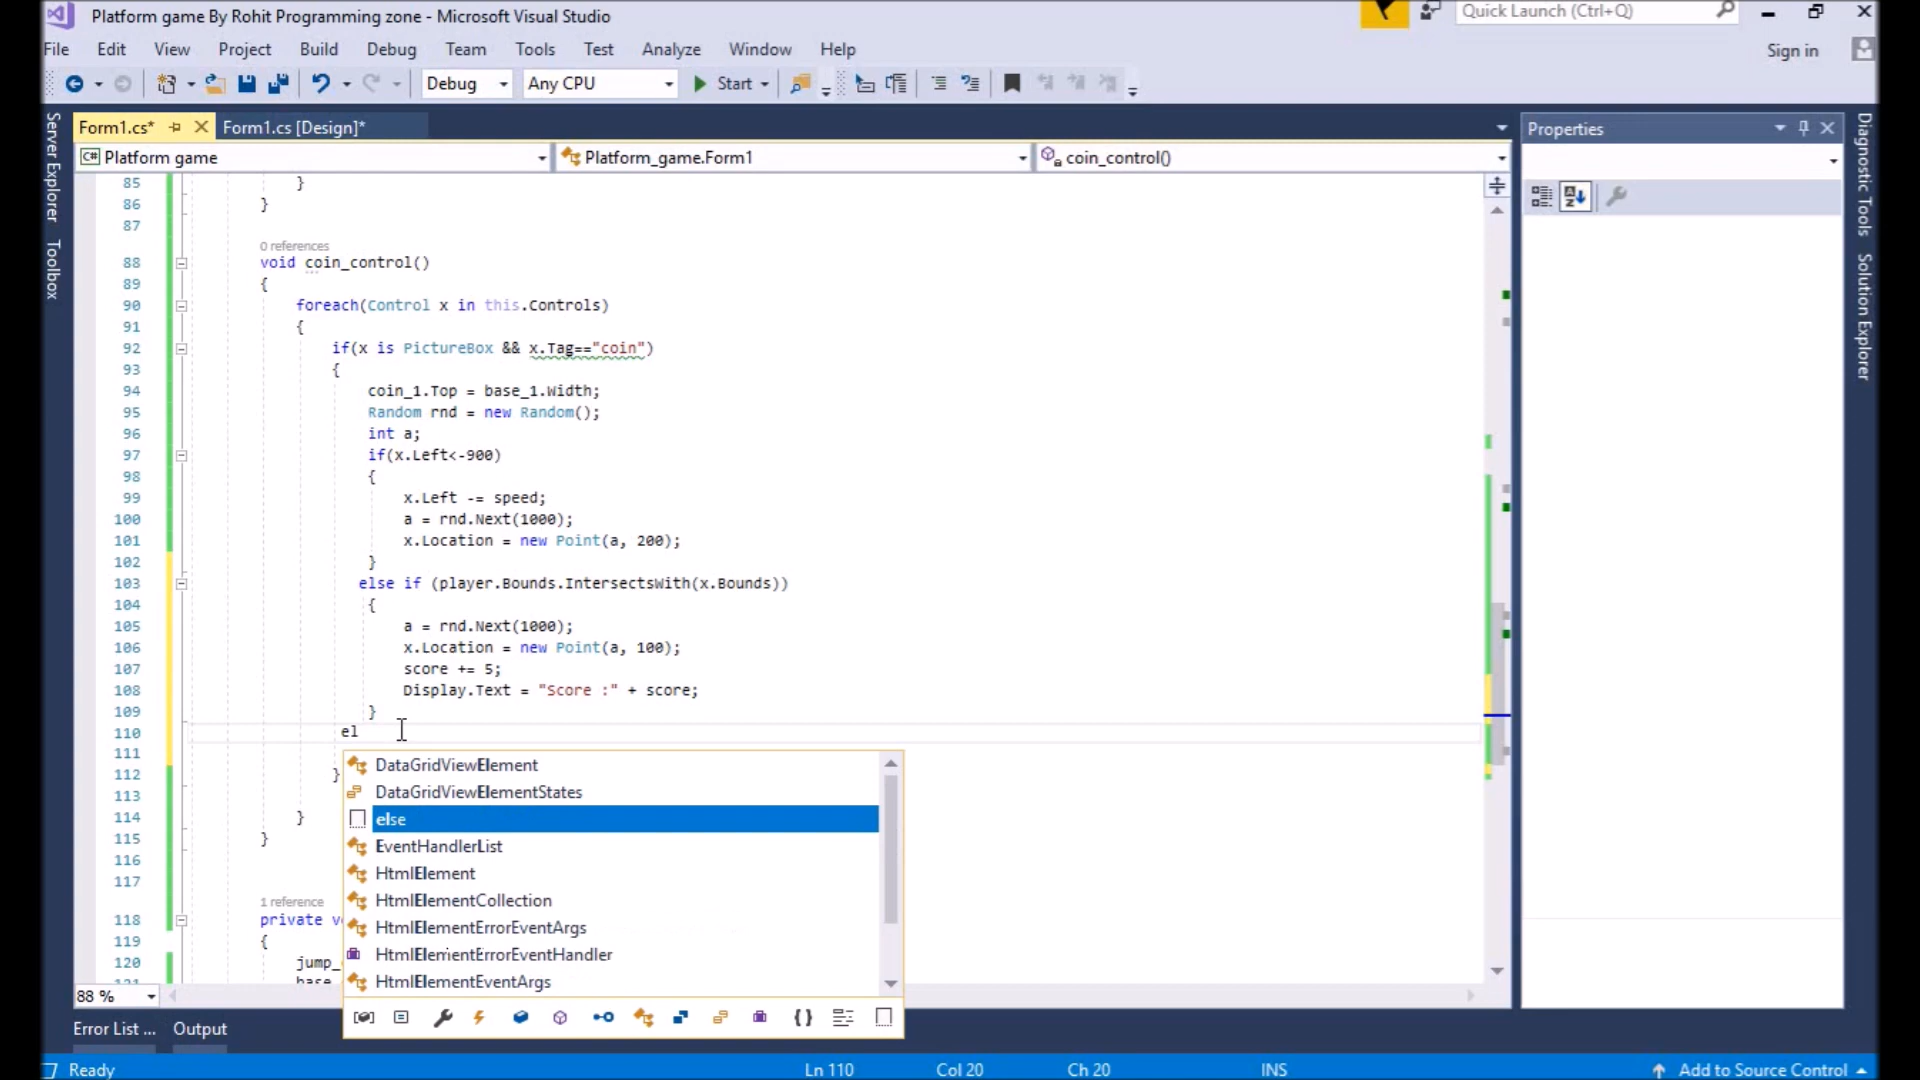 Platform game By Rohit Programming zone - Microsoft Visual Studio
Quick Launch (Ctrl+Q)
File Edit View Project Build Debug Team Tools Test Analyze Window Help
Sign in
Debug Any CPU Start
Server Explorer
Toolbox
Form1.cs* Form1.cs [Design]*
Properties
Diagnostic Tools
Solution Explorer
C# Platform game Platform_game.Form1 coin_control()
85 }
86 }
87
0 references
88 void coin_control()
89 {
90 foreach(Control x in this.Controls)
91 {
92 if(x is PictureBox && x.Tag=="coin")
93 {
94 coin_1.Top = base_1.Width;
95 Random rnd = new Random();
96 int a;
97 if(x.Left<-900)
98 {
99 x.Left -= speed;
100 a = rnd.Next(1000);
101 x.Location = new Point(a, 200);
102 }
103 else if (player.Bounds.IntersectsWith(x.Bounds))
104 {
105 a = rnd.Next(1000);
106 x.Location = new Point(a, 100);
107 score += 5;
108 Display.Text = "Score :" + score;
109 }
110 el
111
112 }
113
114 }
115 }
116
117
1 reference
118 private
119 {
120 jump_
DataGridViewElement
DataGridViewElementStates
else
EventHandlerList
HtmlElement
HtmlElementCollection
HtmlElementErrorEventArgs
HtmlElementErrorEventHandler
HtmlElementEventArgs
88 %
Error List ... Output
Ready Ln 110 Col 20 Ch 20 INS Add to Source Control